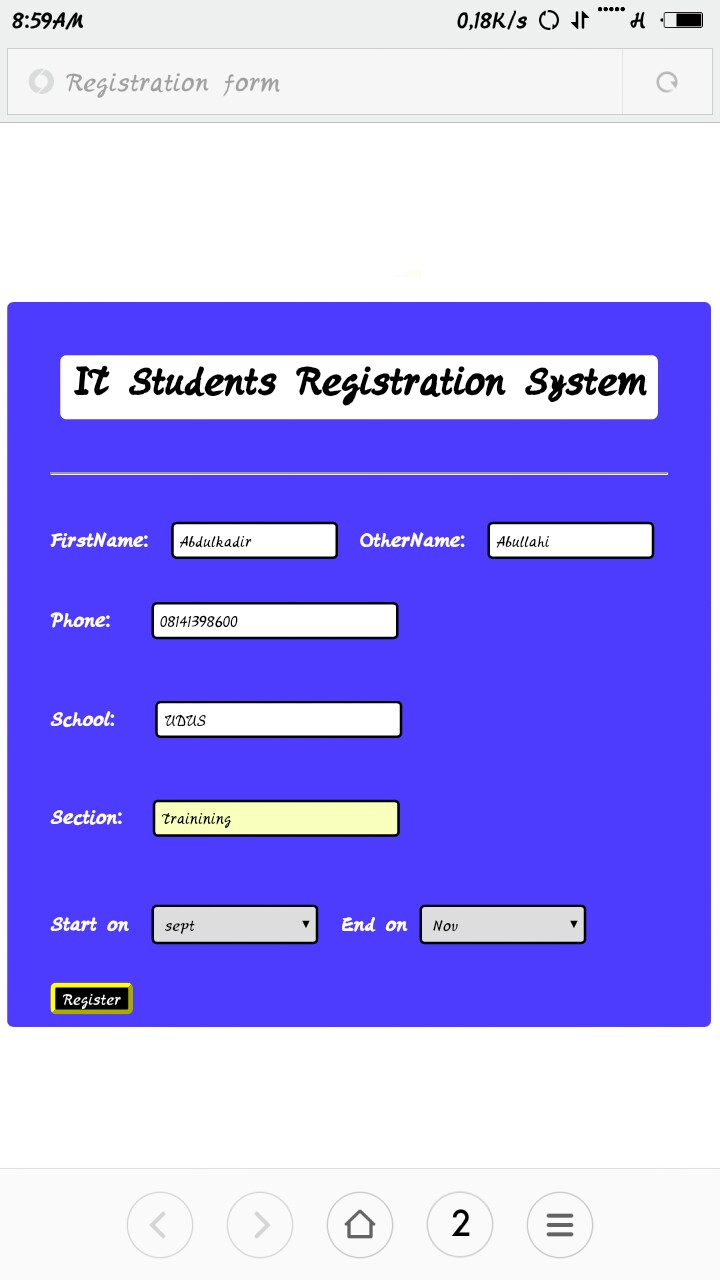 8:59AM 0,18K/s H
Registration form
It Students Registration System
FirstName: Abdulkadir OtherName: Abullahi
Phone: 08141398600
School: UDUS
Section: Trainining
Start on sept End on Nov
Register
2